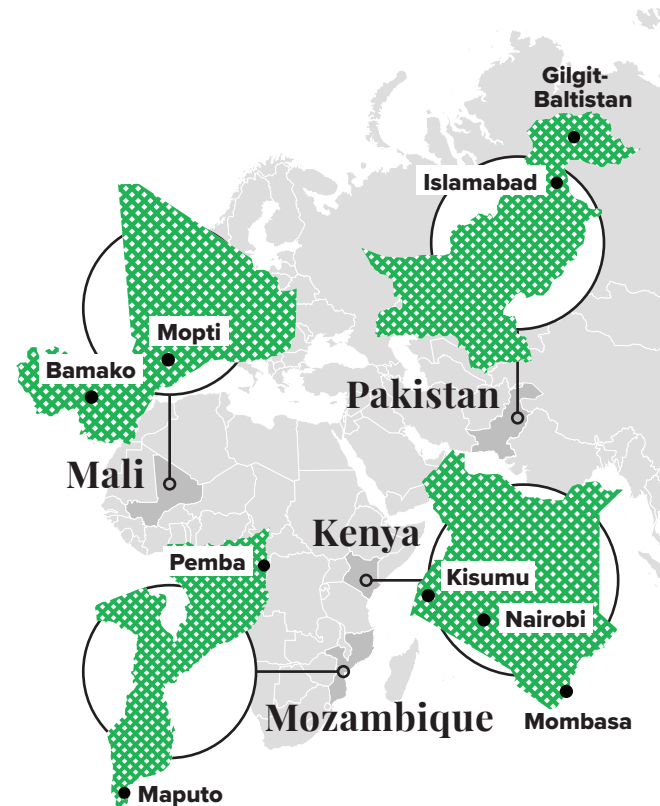 Gilgit-
Baltistan
Islamabad
Mopti
Bamako
Pakistan
Mali
Kenya
Pemba
Kisumu
Nairobi
Mozambique
Mombasa
Maputo